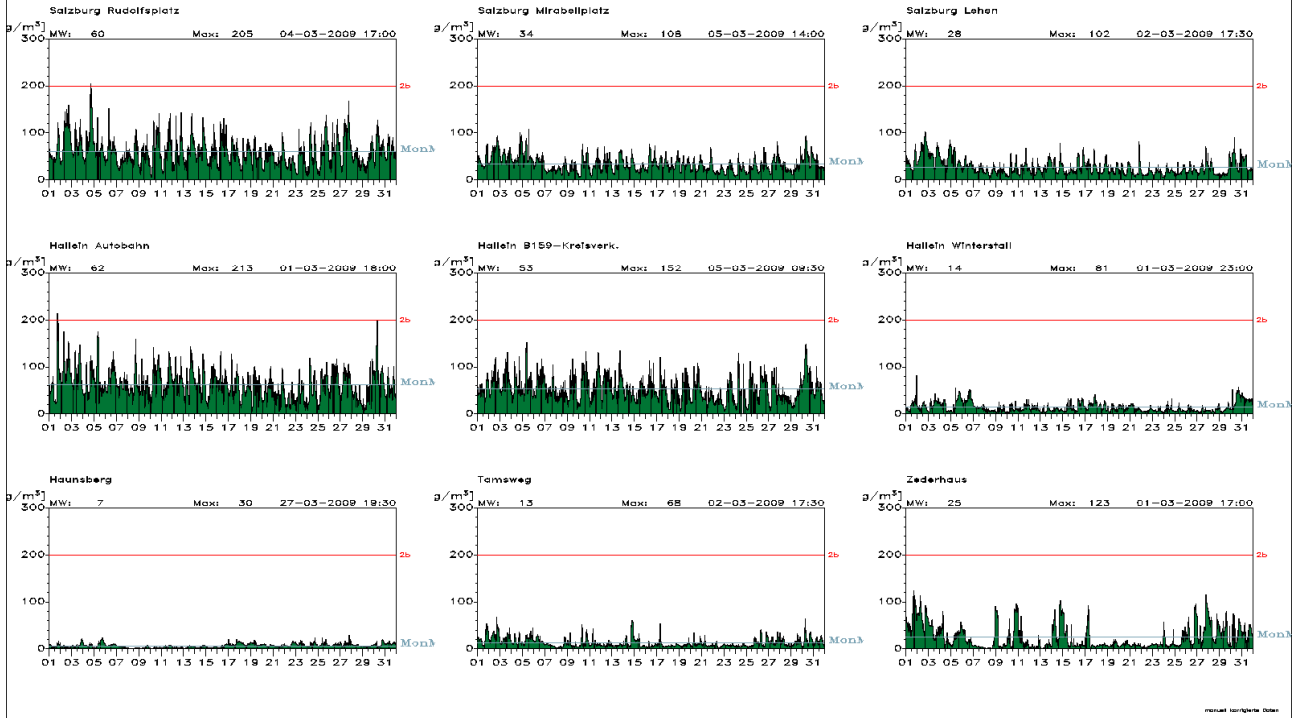 Salzburg Rudolfsplatz Salzburg Mirabellplatz Salzburg Lehen
g/m³] MW: 60 Max: 205 04-03-2009 17:00 g/m³] MW: 34 Max: 108 05-03-2009 14:00 g/m³] MW: 28 Max: 102 02-03-2009 17:30
300 300 300
200 2b 200 2b 200 2b
100 100 100
MonM MonM MonM
0 0 0
01 03 05 07 09 11 13 15 17 19 21 23 25 27 29 31 01 03 05 07 09 11 13 15 17 19 21 23 25 27 29 31 01 03 05 07 09 11 13 15 17 19 21 23 25 27 29 31
Hallein Autobahn Hallein B159-Kreisverk. Hallein Winterstall
g/m³] MW: 62 Max: 213 01-03-2009 18:00 g/m³] MW: 53 Max: 152 05-03-2009 09:30 g/m³] MW: 14 Max: 81 01-03-2009 23:00
300 300 300
200 2b 200 2b 200 2b
100 100 100
MonM MonM MonM
0 0 0
01 03 05 07 09 11 13 15 17 19 21 23 25 27 29 31 01 03 05 07 09 11 13 15 17 19 21 23 25 27 29 31 01 03 05 07 09 11 13 15 17 19 21 23 25 27 29 31
Haunsberg Tamsweg Zederhaus
g/m³] MW: 7 Max: 30 27-03-2009 19:30 g/m³] MW: 13 Max: 68 02-03-2009 17:30 g/m³] MW: 25 Max: 123 01-03-2009 17:00
300 300 300
200 2b 200 2b 200 2b
100 100 100
MonM MonM MonM
0 0 0
01 03 05 07 09 11 13 15 17 19 21 23 25 27 29 31 01 03 05 07 09 11 13 15 17 19 21 23 25 27 29 31 01 03 05 07 09 11 13 15 17 19 21 23 25 27 29 31
manuell korrigierte Daten